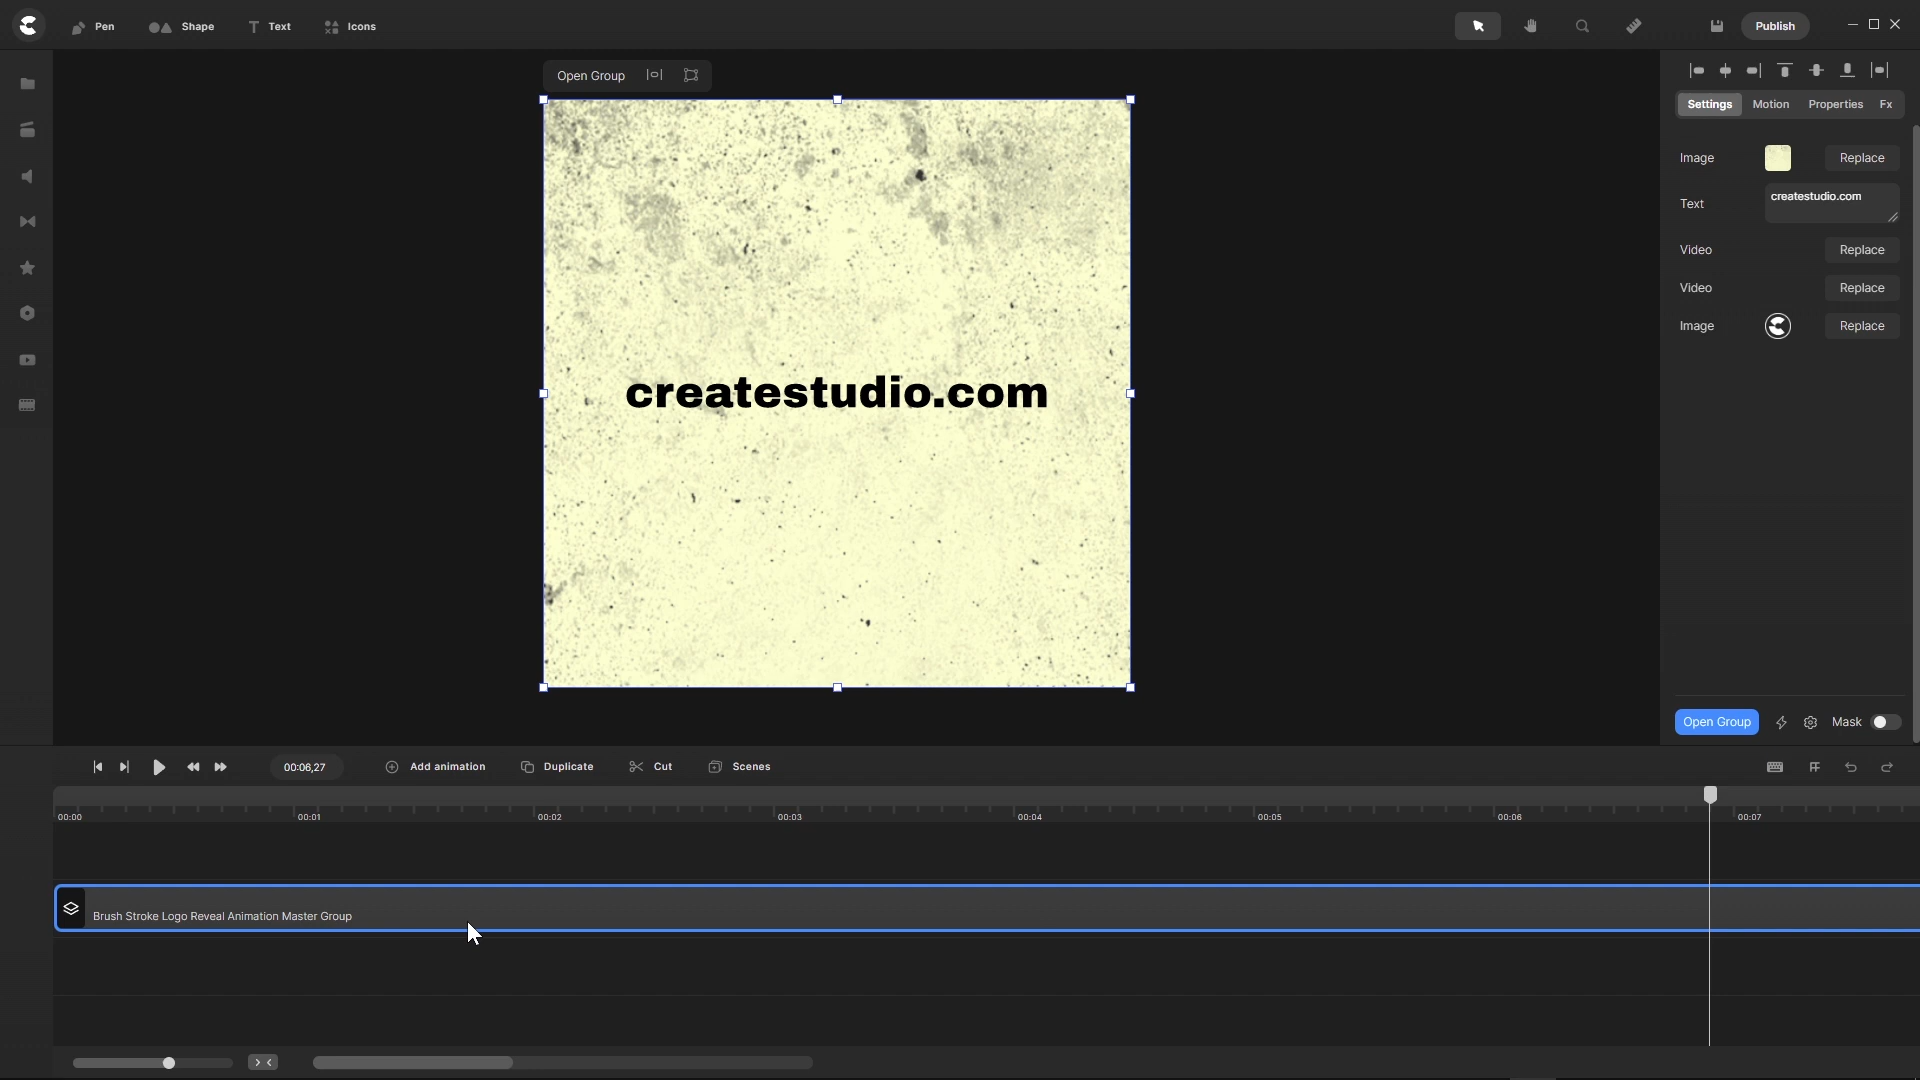 Pen
Shape
Text
Icons
Publish
Open Group
Settings
Motion
Properties
Fx
Image
Replace
Text
createstudio.com
Video
Replace
Video
Replace
Image
Replace
createstudio.com
Open Group
Mask
00:06,27
Add animation
Duplicate
Cut
Scenes
00:00
00:01
00:02
00:03
00:04
00:05
00:06
00:07
Brush Stroke Logo Reveal Animation Master Group